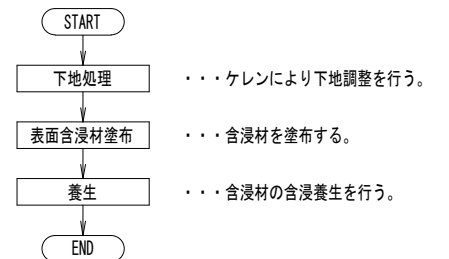 START
下地処理 ・・・ケレンにより下地調整を行う。
表面含浸材塗布 ・・・含浸材を塗布する。
養生 ・・・含浸材の含浸養生を行う。
END